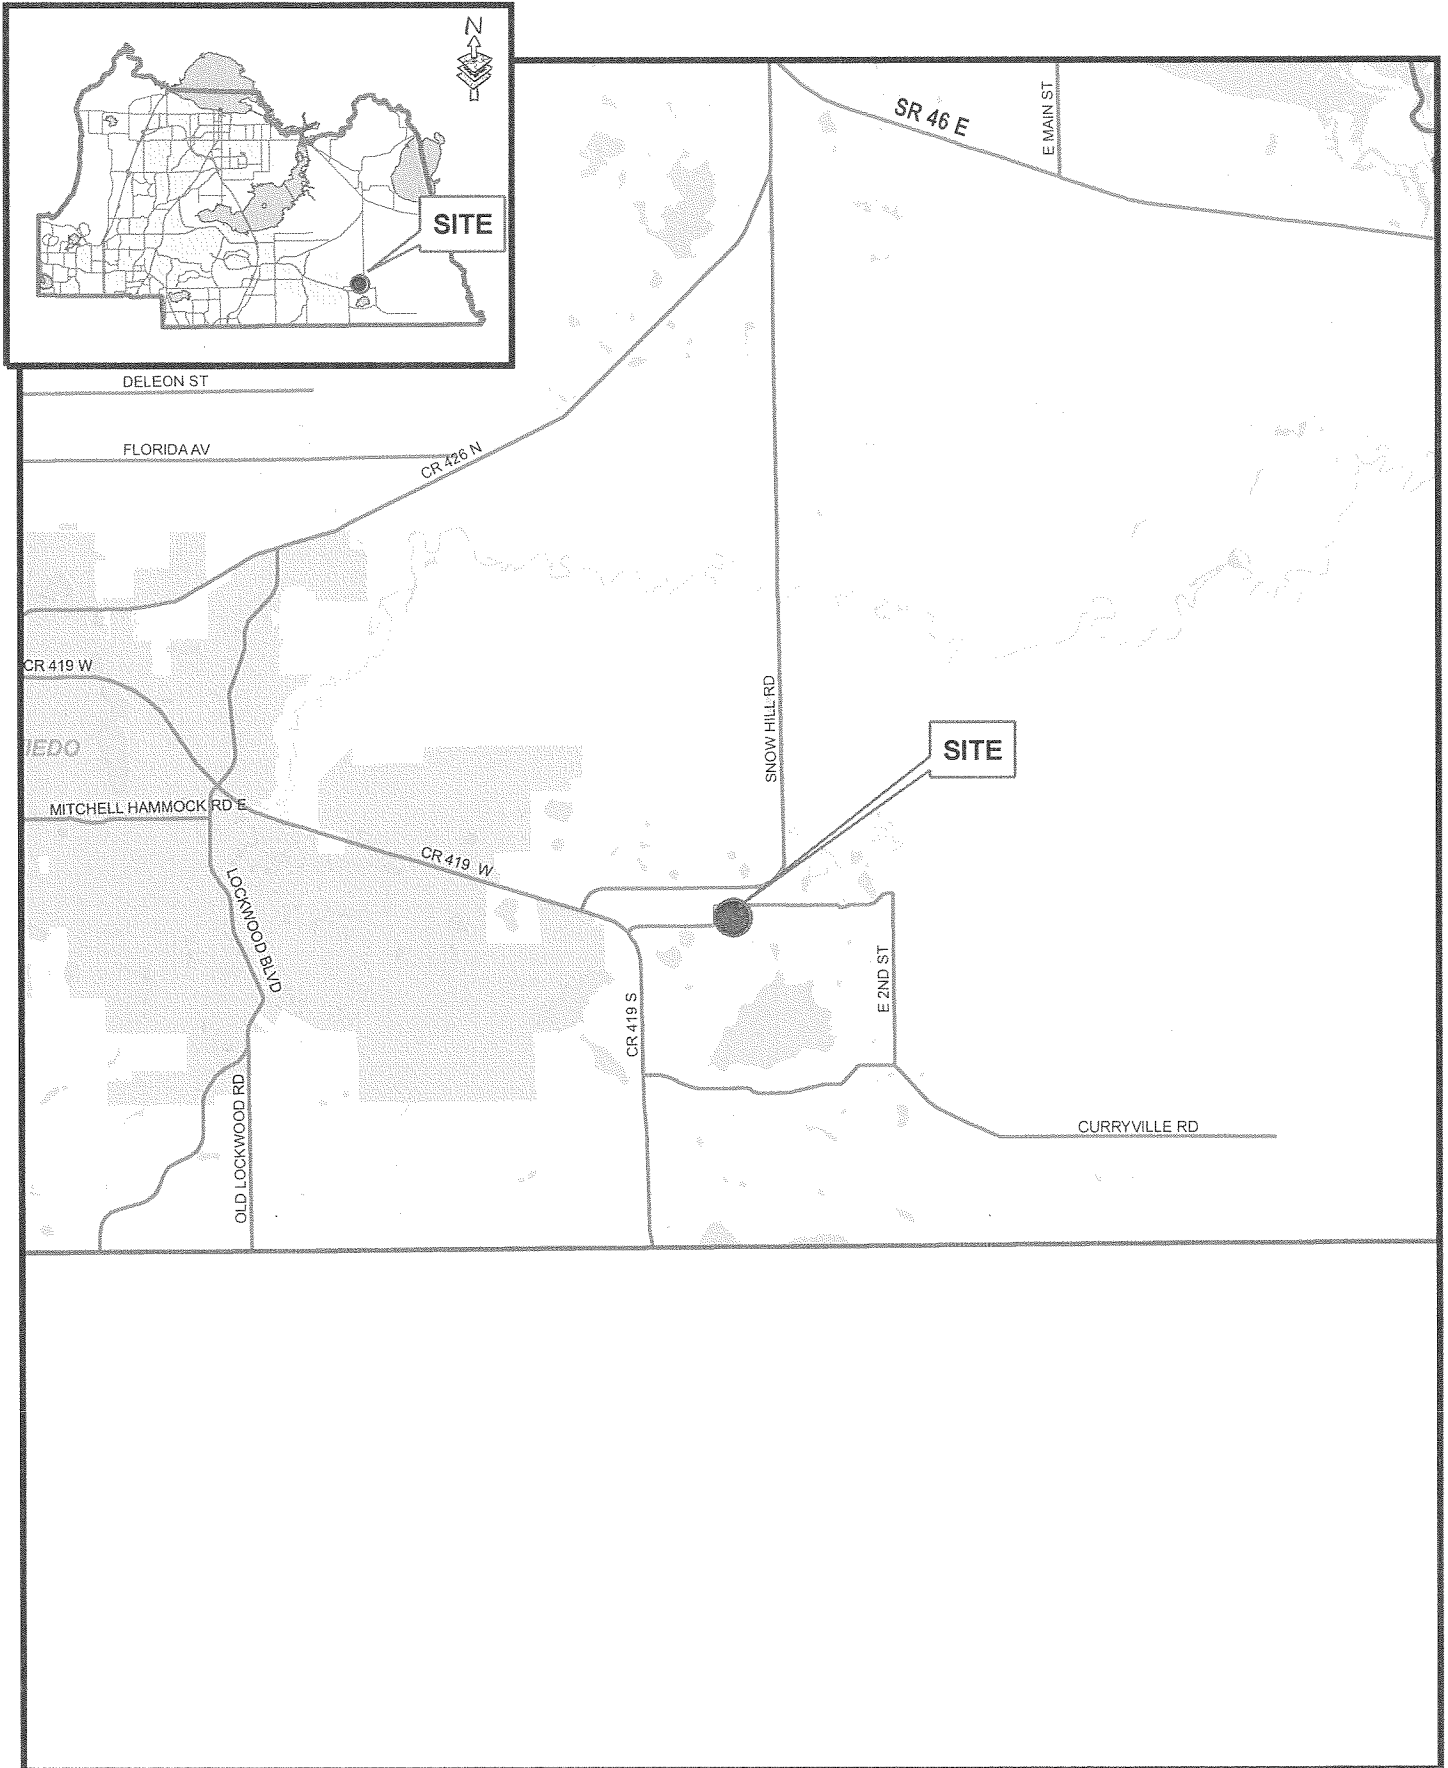 N
SITE
SR 46 E
E MAIN ST
DELEON ST
FLORIDA AV
CR 426 N
CR 419 W
SNOW HILL RD
IEDO
SITE
MITCHELL HAMMOCK RD E
CR 419 W
LOCKWOOD BLVD
E 2ND ST
CR 419 S
OLD LOCKWOOD RD
CURRYVILLE RD